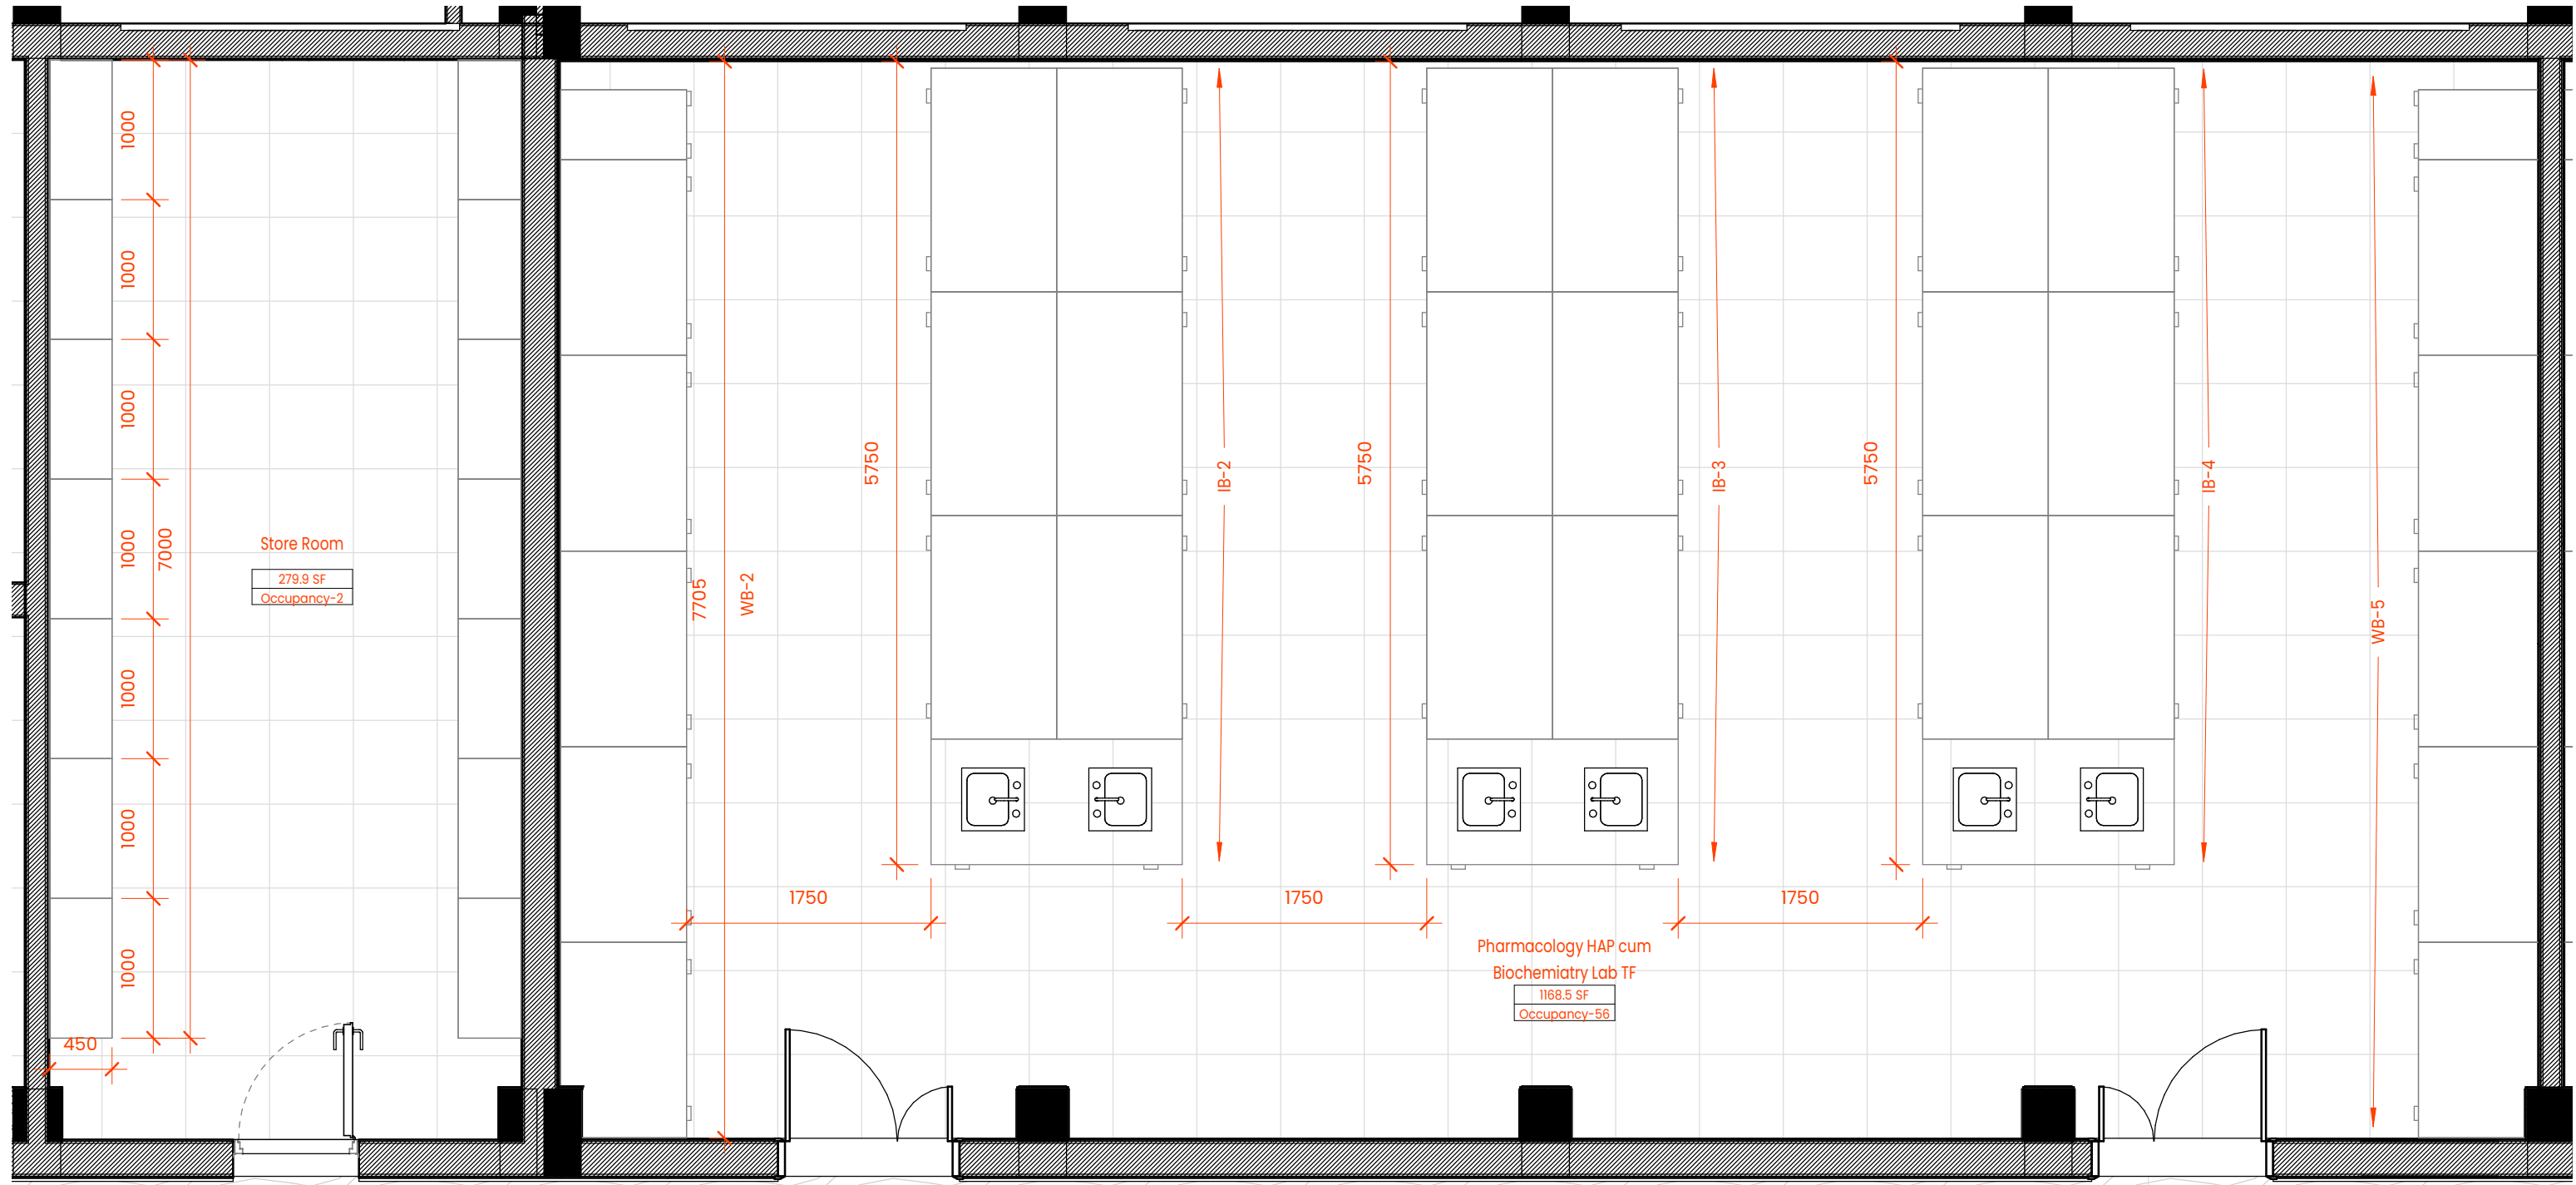 1000
1000
1000
1000
1000
1000
1000
7000
450
Store Room
279.9 SF
Occupancy-2
7705
WB-2
5750
IB-2
5750
IB-3
5750
IB-4
WB-5
1750
1750
1750
Pharmacology HAP cum
Biochemiatry Lab TF
1168.5 SF
Occupancy-56